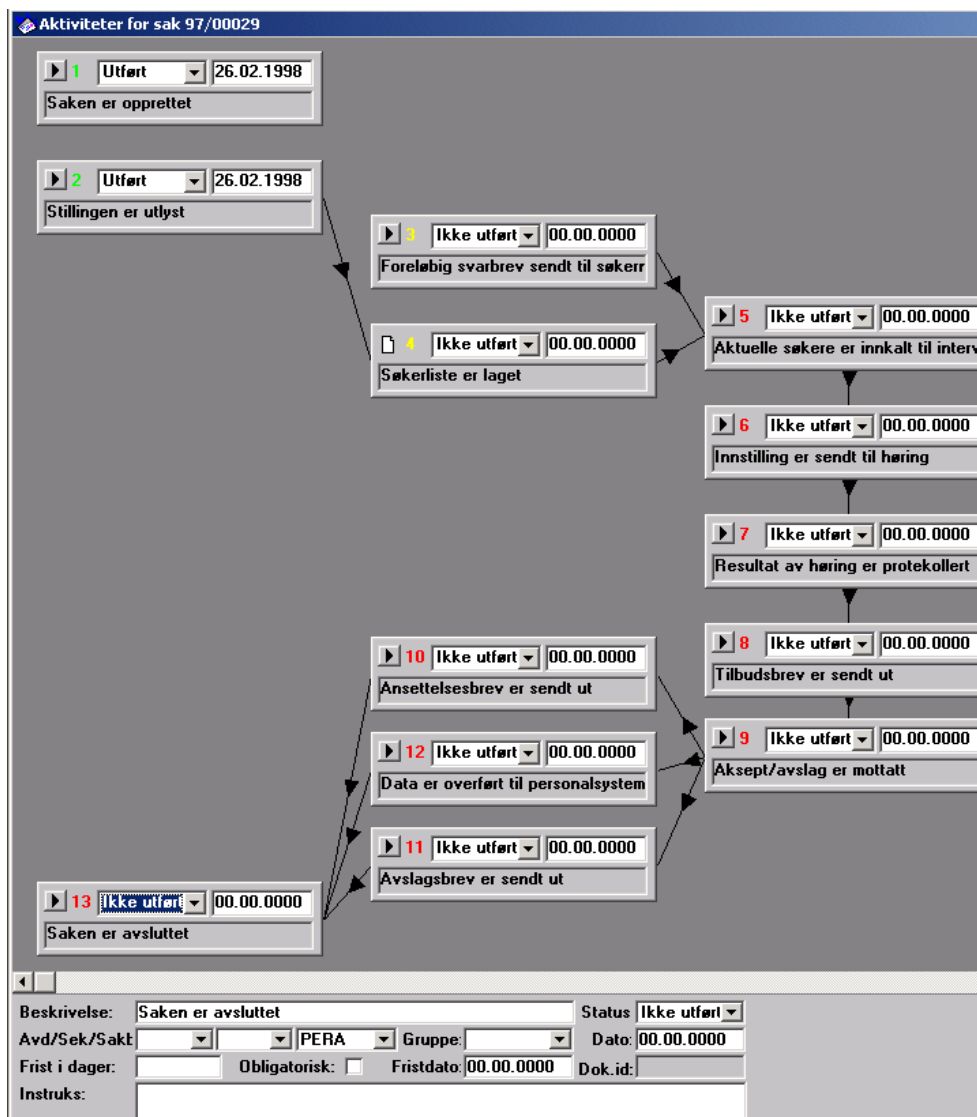 Aktiviteter for sak 97/00029
1 Utført 26.02.1998
Saken er opprettet
2 Utført 26.02.1998
Stillingen er utlyst
3 Ikke utført 00.00.0000
Foreløbig svarbrev sendt til søkerr
4 Ikke utført 00.00.0000
Søkerliste er laget
5 Ikke utført 00.00.0000
Aktuelle søkere er innkalt til interv
6 Ikke utført 00.00.0000
Innstilling er sendt til høring
7 Ikke utført 00.00.0000
Resultat av høring er protekollert
8 Ikke utført 00.00.0000
Tilbudsbrev er sendt ut
9 Ikke utført 00.00.0000
Aksept/avslag er mottatt
10 Ikke utført 00.00.0000
Ansettelsesbrev er sendt ut
12 Ikke utført 00.00.0000
Data er overført til personalsystem
11 Ikke utført 00.00.0000
Avslagsbrev er sendt ut
13 Ikke utført 00.00.0000
Saken er avsluttet
Beskrivelse: Saken er avsluttet Status Ikke utført
Avd/Sek/Sakt PERA Gruppe: Dato: 00.00.0000
Frist i dager: Obligatorisk: Fristdato: 00.00.0000 Dok.id:
Instruks: